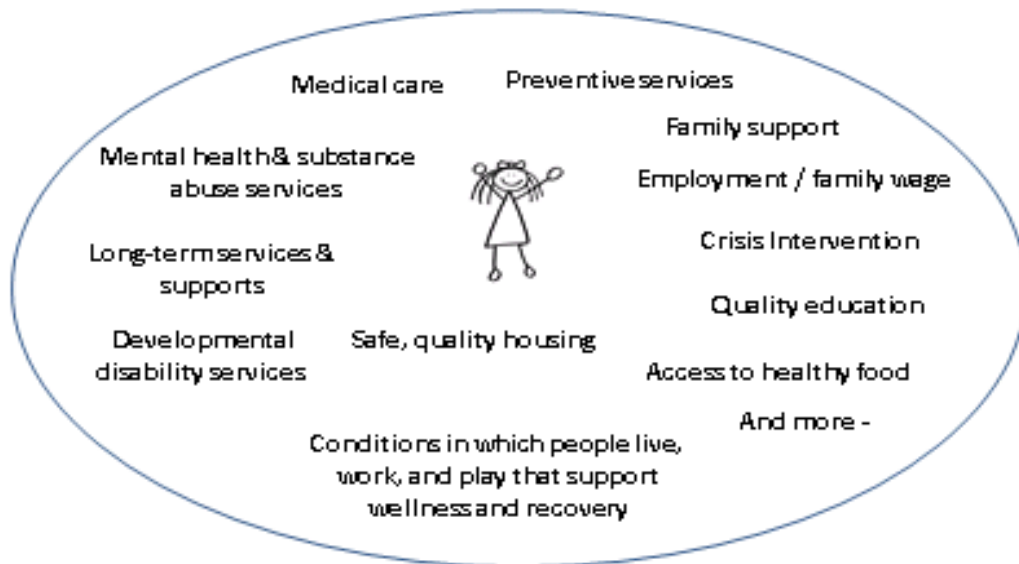 Medical care
Preventive services
Family support
Mental health & substance
abuse services
Employment / family wage
Crisis Intervention
Long-term services &
supports
Quality education
Developmental
disability services
Safe, quality housing
Access to healthy food
And more -
Conditions in which people live,
work, and play that support
wellness and recovery